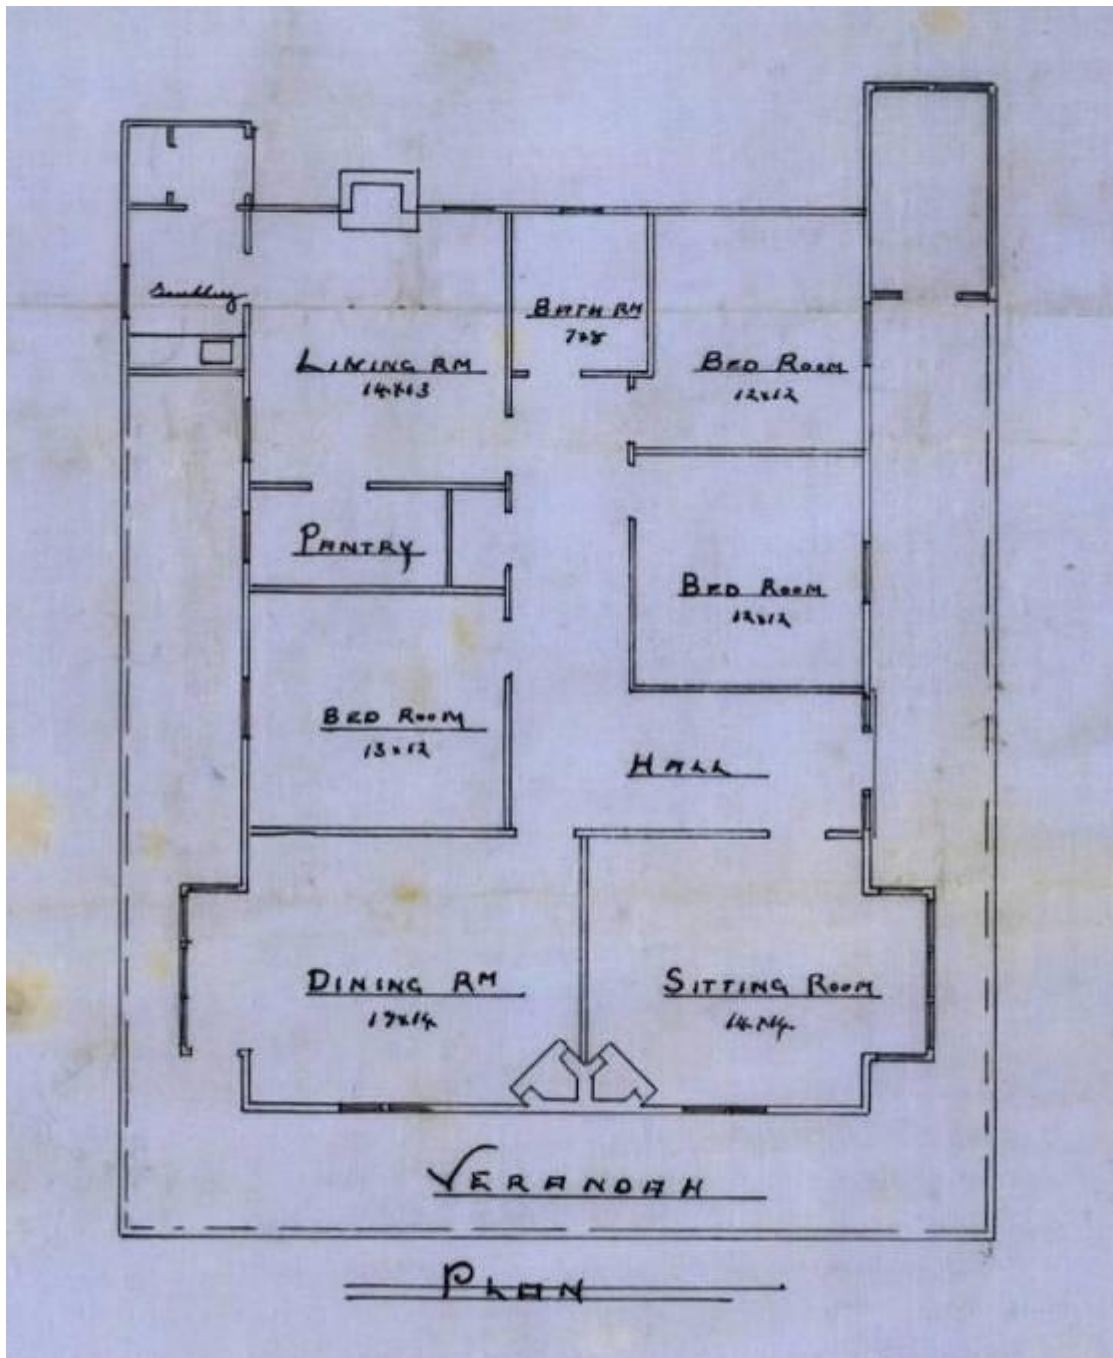 Scullery
BATH RM
7x8
LIVING RM
14x13
BED ROOM
12x12
PANTRY
BED ROOM
12x12
BED ROOM
13x12
HALL
DINING RM
SITTING ROOM
14x14
VERANDAH
PLAN